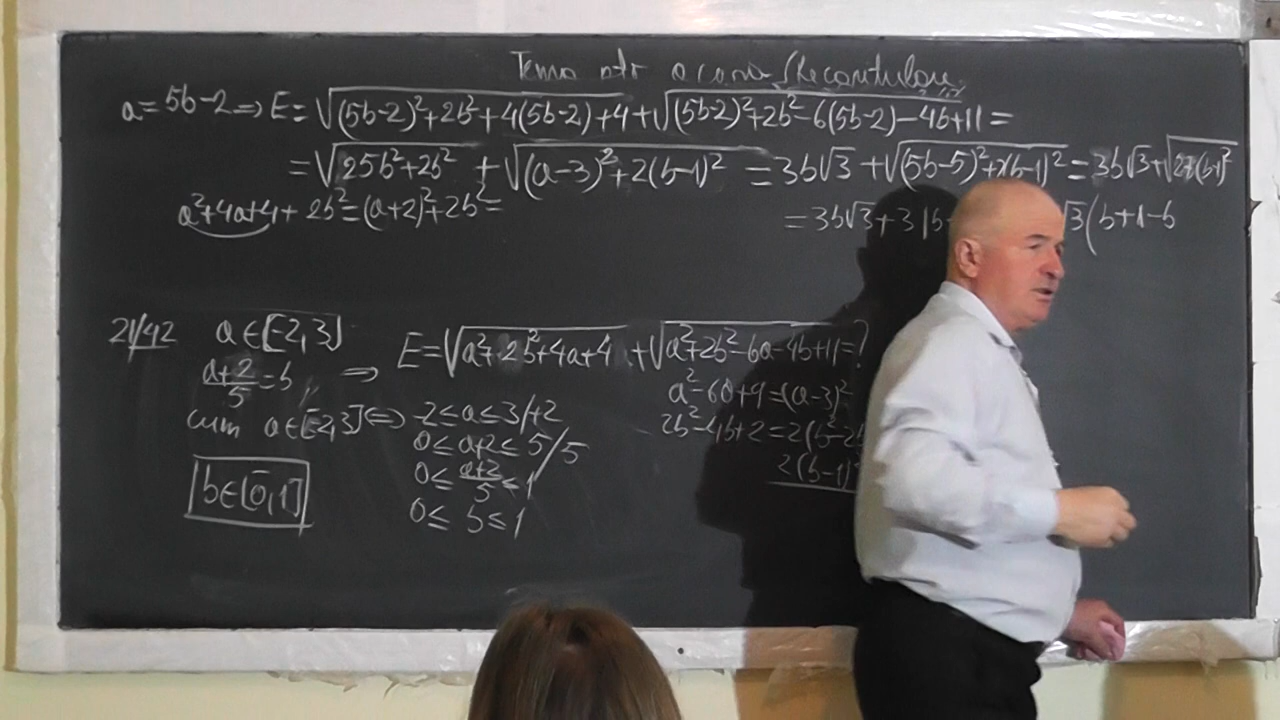 Tema ptr acasă (Recapitulare)
a = 5b-2 ⇒ E = √((5b-2)²+2b²+4(5b-2)+4) + √((5b-2)²+2b²-6(5b-2)-4b+11) =
= √(25b²+2b²) + √((a-3)²+2(b-1)²) = 3b√3 + √((5b-5)²+2(b-1)²) = 3b√3 + √(27(b-1)²)
a²+4a+4+2b² = (a+2)²+2b² =
= 3b√3 + 3|b √3(b+1-b
21/42 a∈[-2,3]
(a+2)/5 = b ⇒ E = √(a²+2b²+4a+4) + √(a²+2b²-6a-4b+11) = ?
a²-6a+9 = (a-3)²
cum a∈[-2,3] ⇔ -2 ≤ a ≤ 3 /+2
2b²-4b+2 = 2(b²-2b
0 ≤ a+2 ≤ 5 /5
2(b-1)²
0 ≤ (a+2)/5 ≤ 1
b∈[0,1]
0 ≤ b ≤ 1